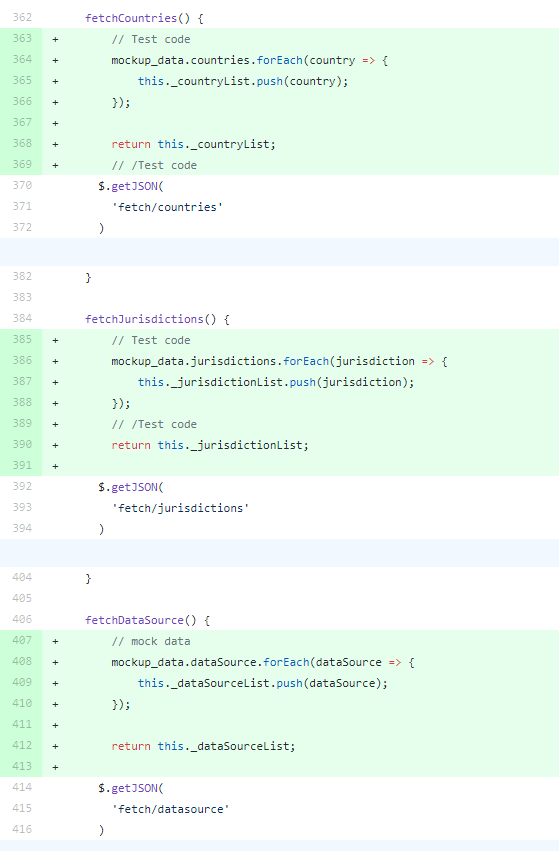 362 fetchCountries() {
363 + // Test code
364 + mockup_data.countries.forEach(country => {
365 + this._countryList.push(country);
366 + });
367 +
368 + return this._countryList;
369 + // /Test code
370 $.getJSON(
371 'fetch/countries'
372 )
382 }
383
384 fetchJurisdictions() {
385 + // Test code
386 + mockup_data.jurisdictions.forEach(jurisdiction => {
387 + this._jurisdictionList.push(jurisdiction);
388 + });
389 + // /Test code
390 + return this._jurisdictionList;
391 +
392 $.getJSON(
393 'fetch/jurisdictions'
394 )
404 }
405
406 fetchDataSource() {
407 + // mock data
408 + mockup_data.dataSource.forEach(dataSource => {
409 + this._dataSourceList.push(dataSource);
410 + });
411 +
412 + return this._dataSourceList;
413 +
414 $.getJSON(
415 'fetch/datasource'
416 )